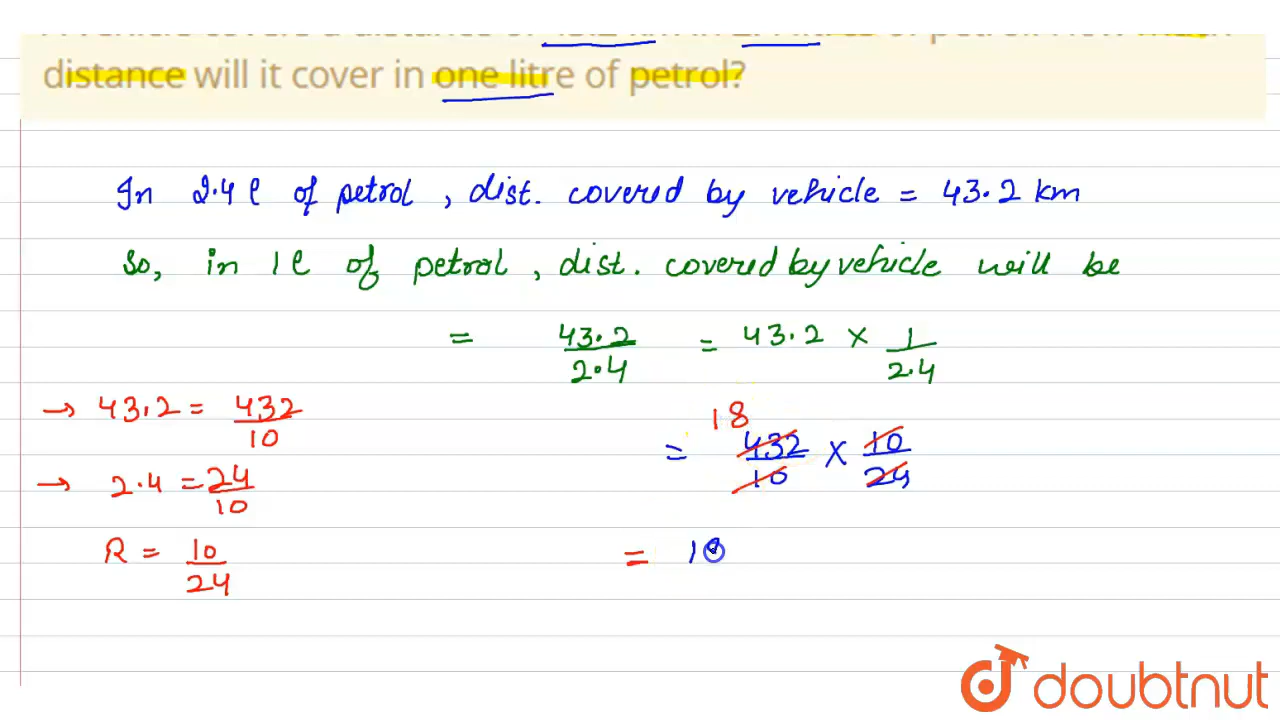 distance will it cover in one litre of petrol?
In 2.4 l of petrol, dist. covered by vehicle = 43.2 km
So, in 1 l of petrol, dist. covered by vehicle will be
= 43.2/2.4 = 43.2 × 1/2.4
→ 43.2 = 432/10
18
= 432/10 × 10/24
→ 2.4 = 24/10
R = 10/24
= 18
doubtnut